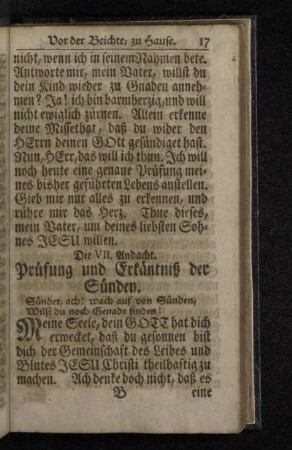 Vor der Beichte, zu Hause. 17
nicht, wenn ich in seinem Nahmen bete.
Antworte mir, mein Vater, willst du
dein Kind wieder zu Gnaden anneh-
men? Ja! ich bin barmherzig, und will
nicht ewiglich zürnen. Allein erkenne
deine Missethat, daß du wider den
HErrn deinen GOtt gesündiget hast.
Nun, HErr, das will ich thun. Ich will
noch heute eine genaue Prüfung mei-
nes bisher geführten Lebens anstellen.
Gieb mir nur alles zu erkennen, und
rühre mir das Herz. Thue dieses,
mein Vater, um deines liebsten Soh-
nes JESU willen.
Die VII. Andacht.
Prüfung und Erkäntniß der
Sünden.
Sünder, ach! wach auf von Sünden,
Willst du noch Genade finden!
Meine Seele, dein GOTT hat dich
erwecket, daß du gesonnen bist
dich der Gemeinschaft des Leibes und
Blutes JESU Christi theilhaftig zu
machen. Ach denke doch nicht, daß es
B eine